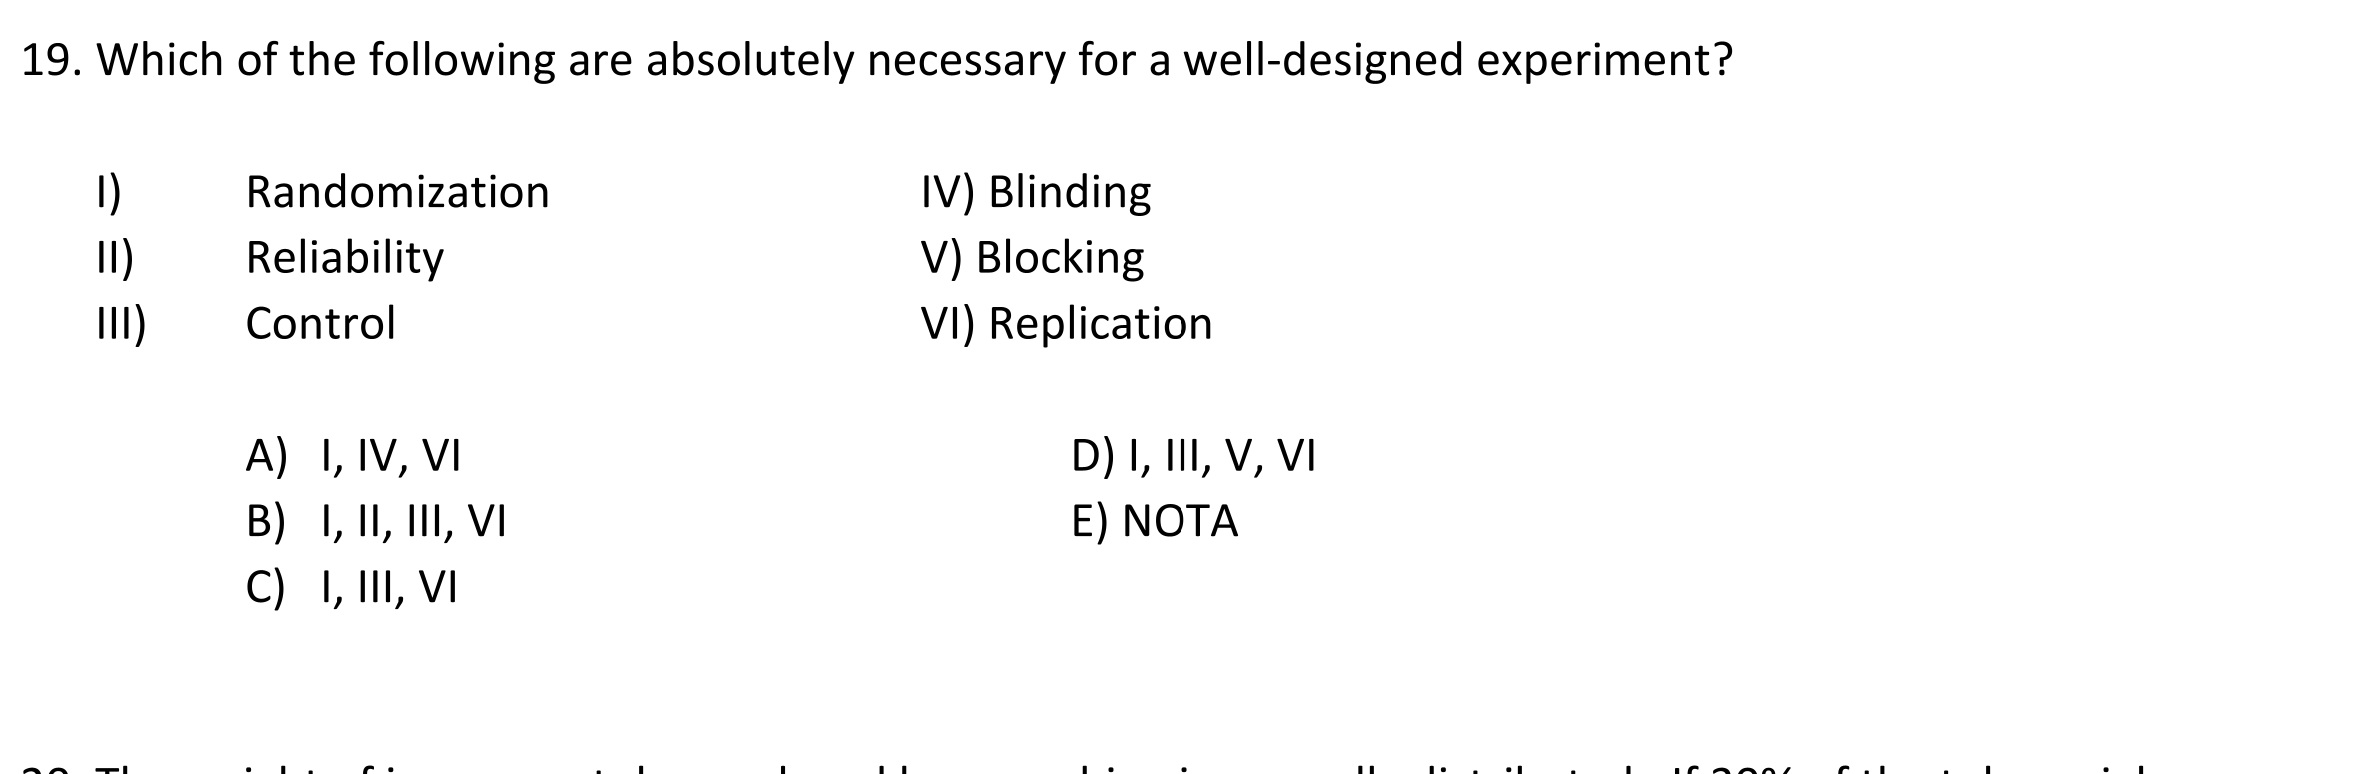 19. Which of the following are absolutely necessary for a well-designed experiment?
I) Randomization IV) Blinding
II) Reliability V) Blocking
III) Control VI) Replication
A) I, IV, VI D) I, III, V, VI
B) I, II, III, VI E) NOTA
C) I, III, VI